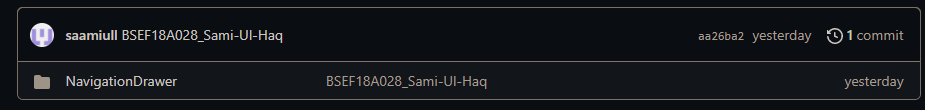 saamiull BSEF18A028_Sami-Ul-Haq aa26ba2 yesterday 1 commit
NavigationDrawer BSEF18A028_Sami-Ul-Haq yesterday